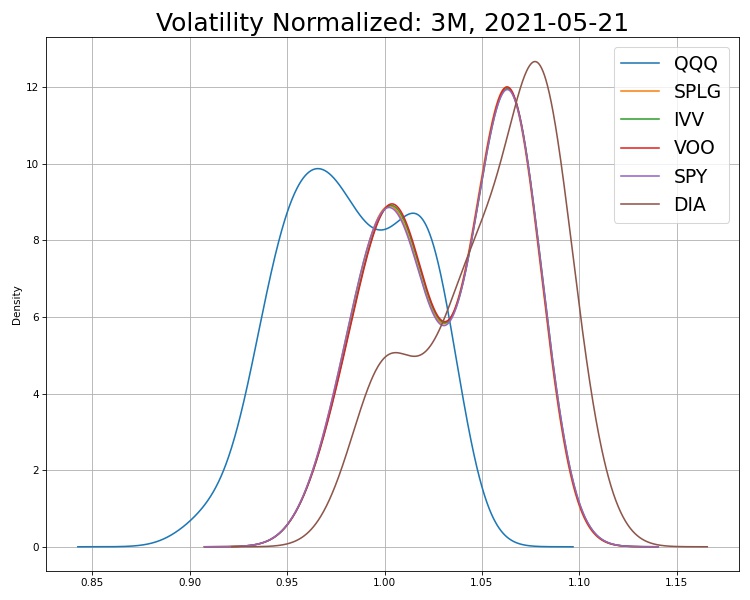 Volatility Normalized: 3M, 2021-05-21
QQQ
SPLG
IVV
VOO
SPY
DIA
Density
12
10
8
6
4
2
0
0.85 0.90 0.95 1.00 1.05 1.10 1.15